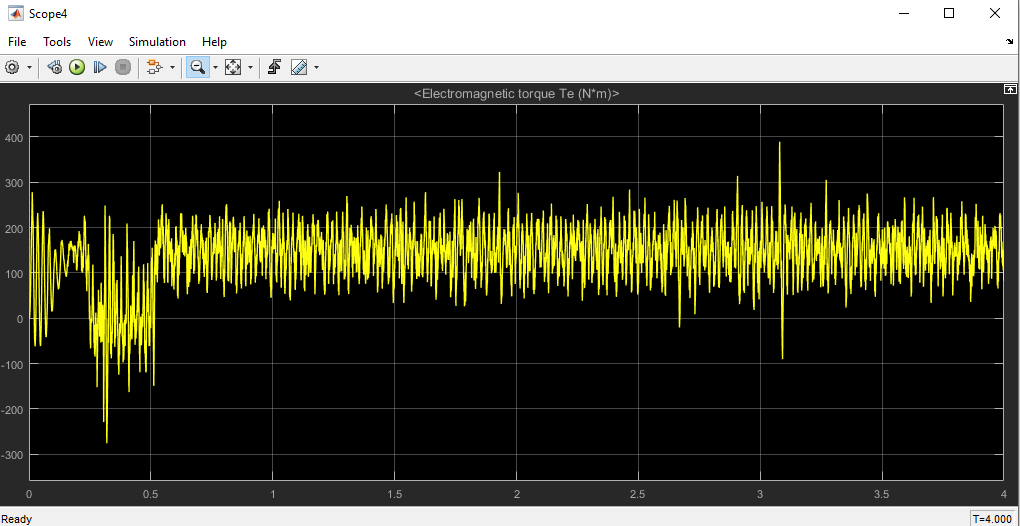 Scope4
File Tools View Simulation Help
<Electromagnetic torque Te (N*m)>
400
300
200
100
0
-100
-200
-300
0 0.5 1 1.5 2 2.5 3 3.5 4
Ready T=4.000